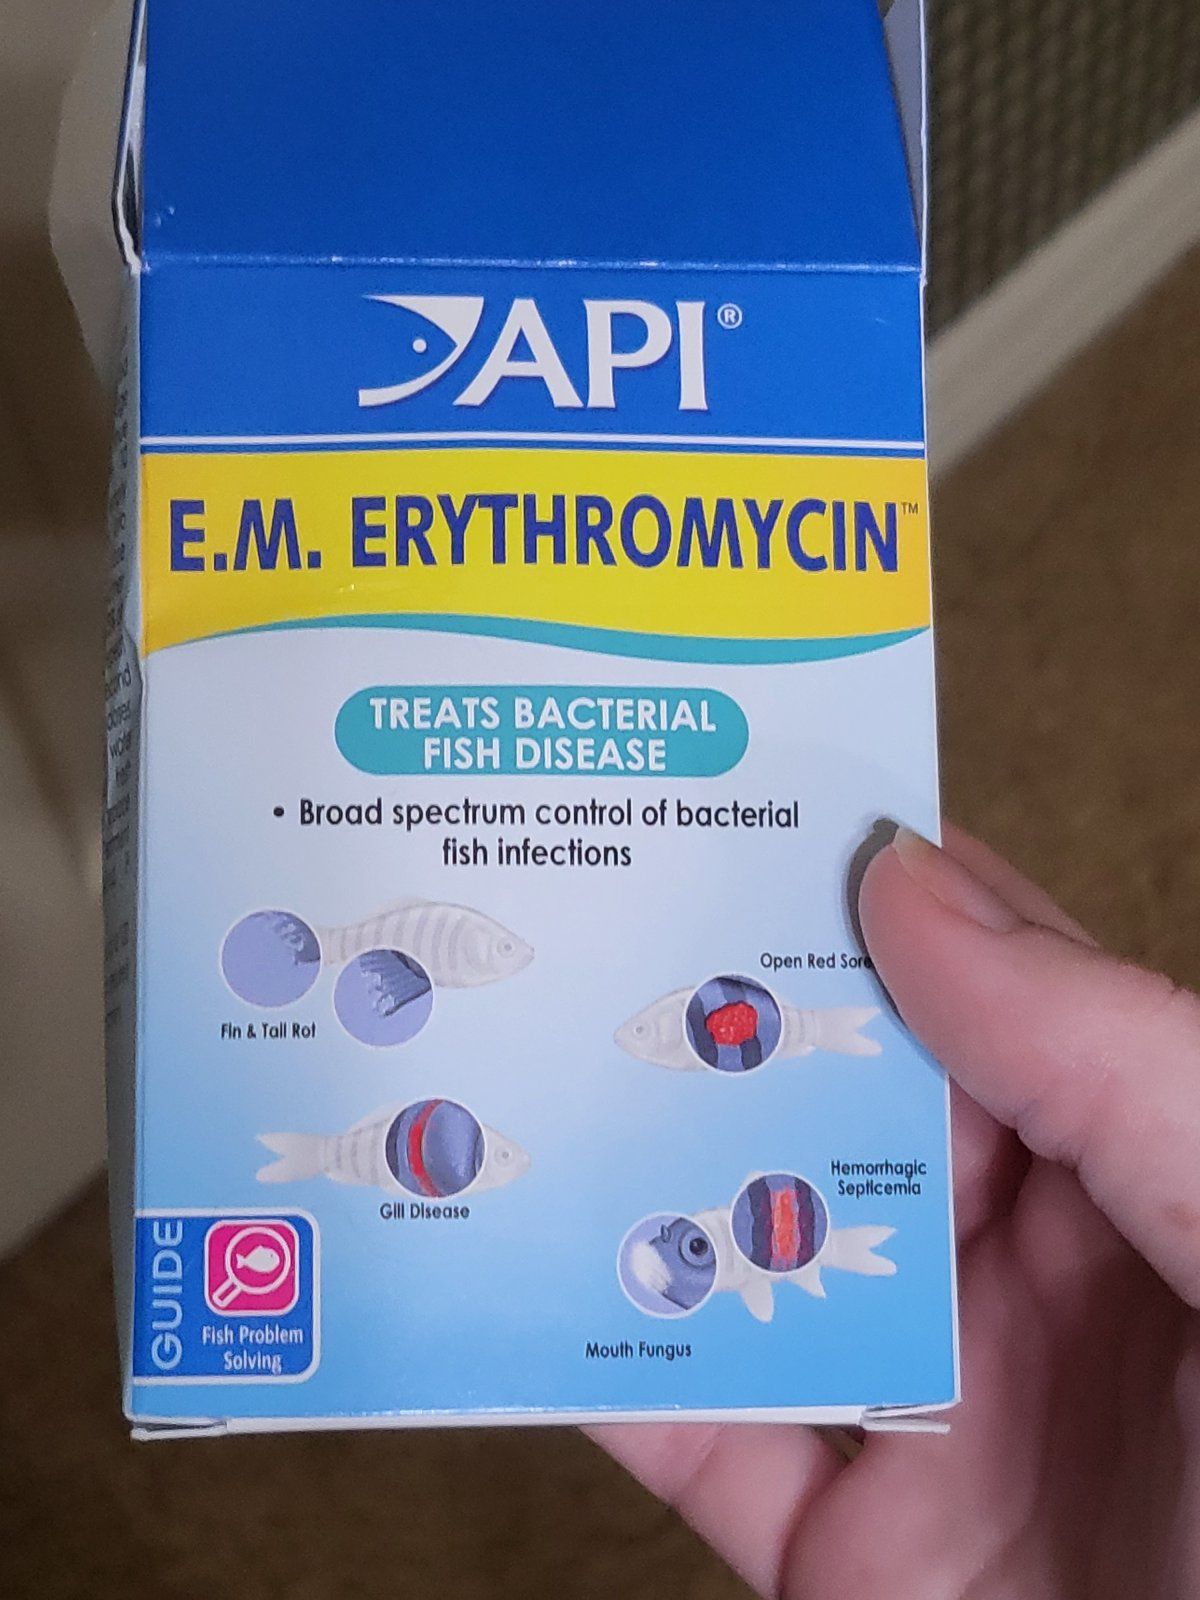 API®
E.M. ERYTHROMYCIN™
TREATS BACTERIAL
FISH DISEASE
• Broad spectrum control of bacterial
fish infections
Fin & Tail Rot
Open Red Sore
Gill Disease
Hemorrhagic
Septicemia
Mouth Fungus
GUIDE
Fish Problem
Solving